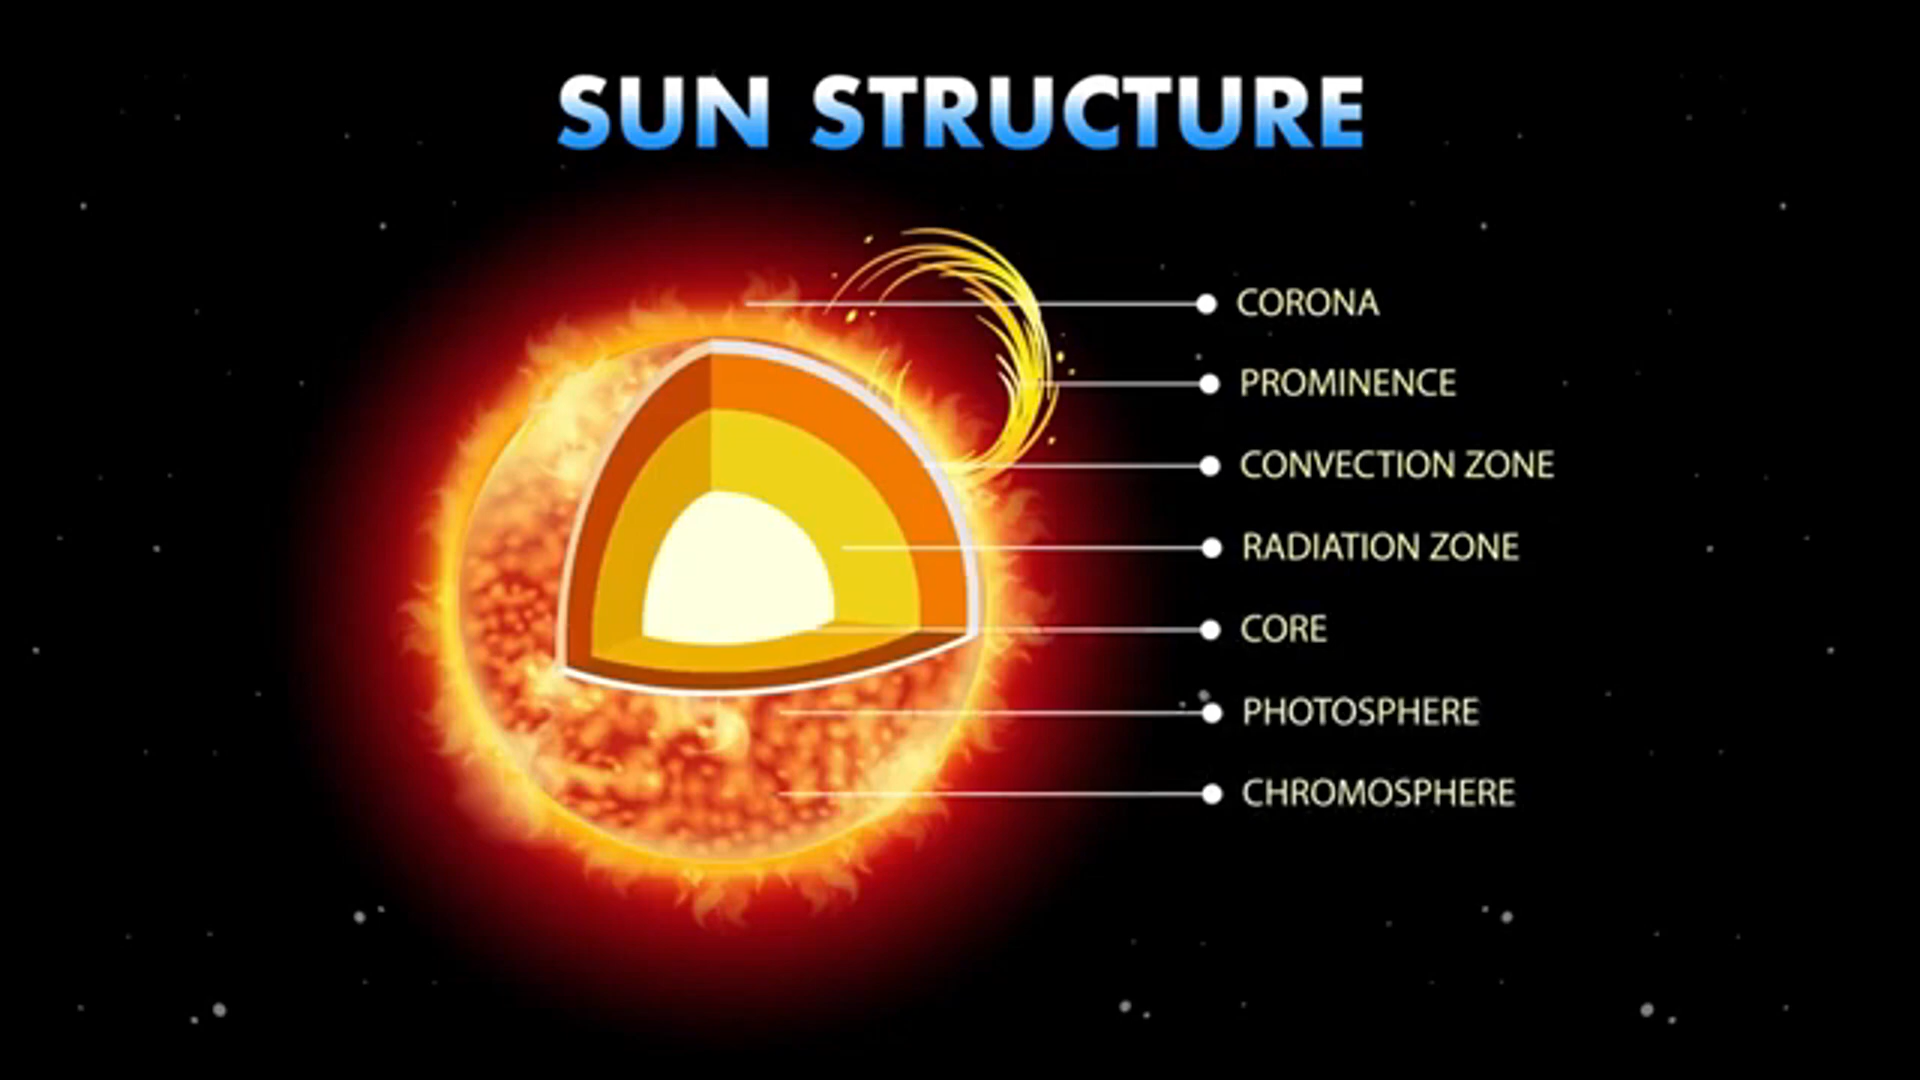 SUN STRUCTURE
CORONA
PROMINENCE
CONVECTION ZONE
RADIATION ZONE
CORE
PHOTOSPHERE
CHROMOSPHERE